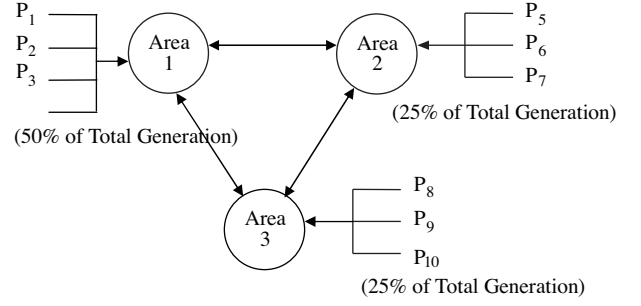 P1
P2
P3
Area
1
(50% of Total Generation)
Area
2
P5
P6
P7
(25% of Total Generation)
Area
3
P8
P9
P10
(25% of Total Generation)